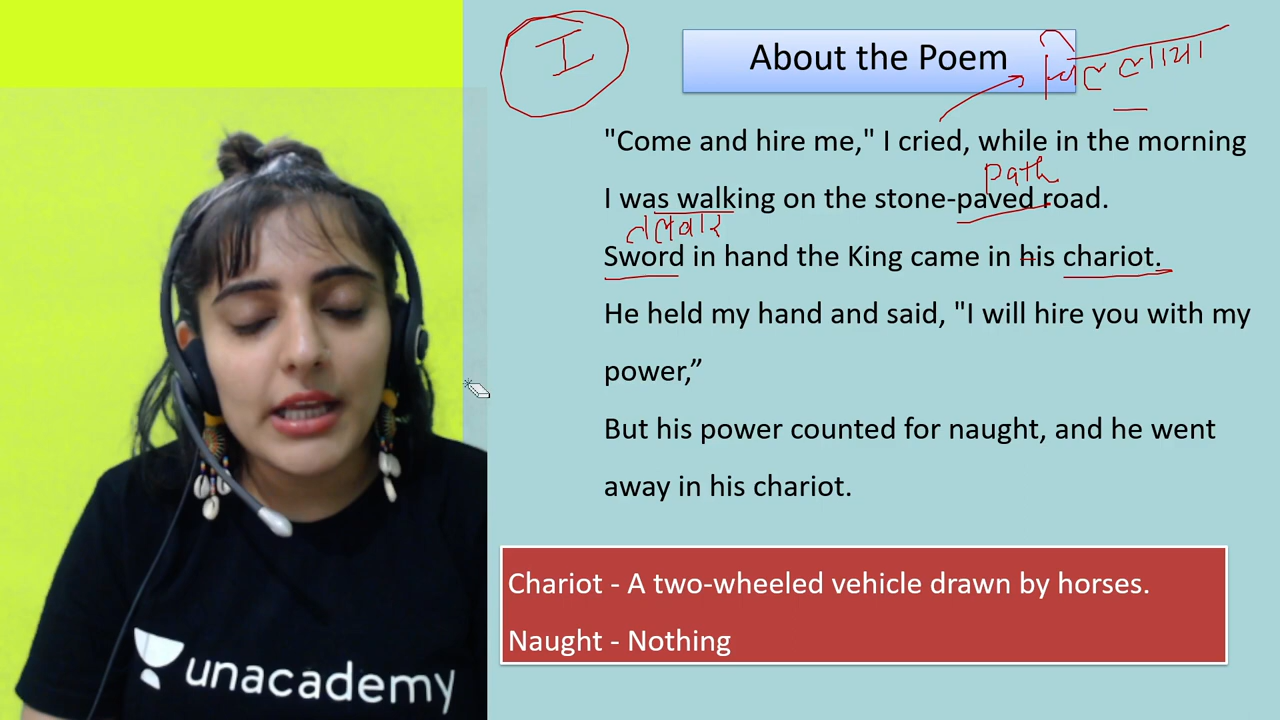 I
About the Poem
चिल्लाया
"Come and hire me," I cried, while in the morning
path
I was walking on the stone-paved road.
तलवार
Sword in hand the King came in his chariot.
He held my hand and said, "I will hire you with my
power,”
But his power counted for naught, and he went
away in his chariot.
Chariot - A two-wheeled vehicle drawn by horses.
Naught - Nothing
unacademy